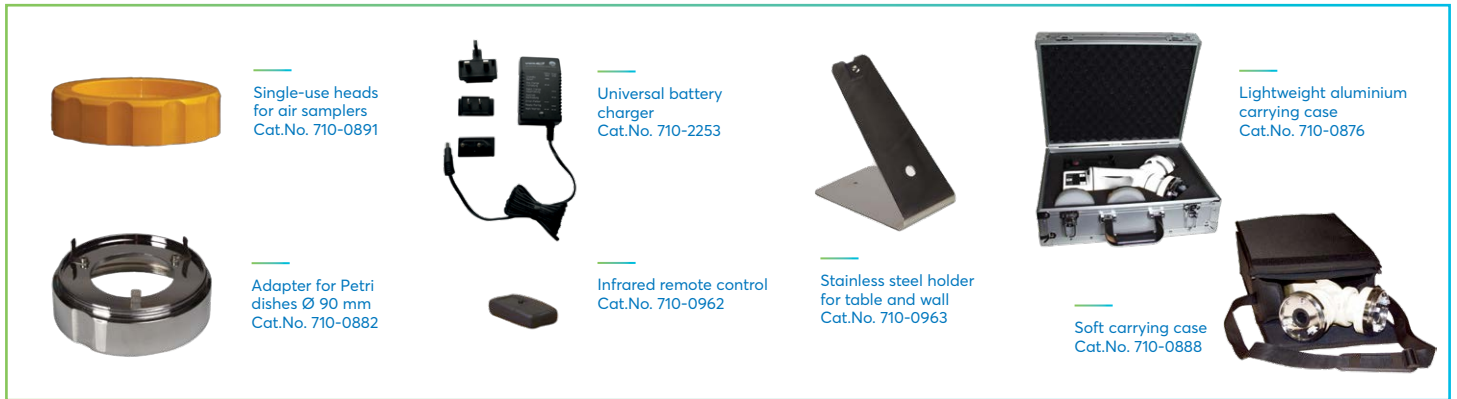 Single-use heads
for air samplers
Cat.No. 710-0891
Universal battery
charger
Cat.No. 710-2253
Lightweight aluminium
carrying case
Cat.No. 710-0876
Adapter for Petri
dishes Ø 90 mm
Cat.No. 710-0882
Infrared remote control
Cat.No. 710-0962
Stainless steel holder
for table and wall
Cat.No. 710-0963
Soft carrying case
Cat.No. 710-0888